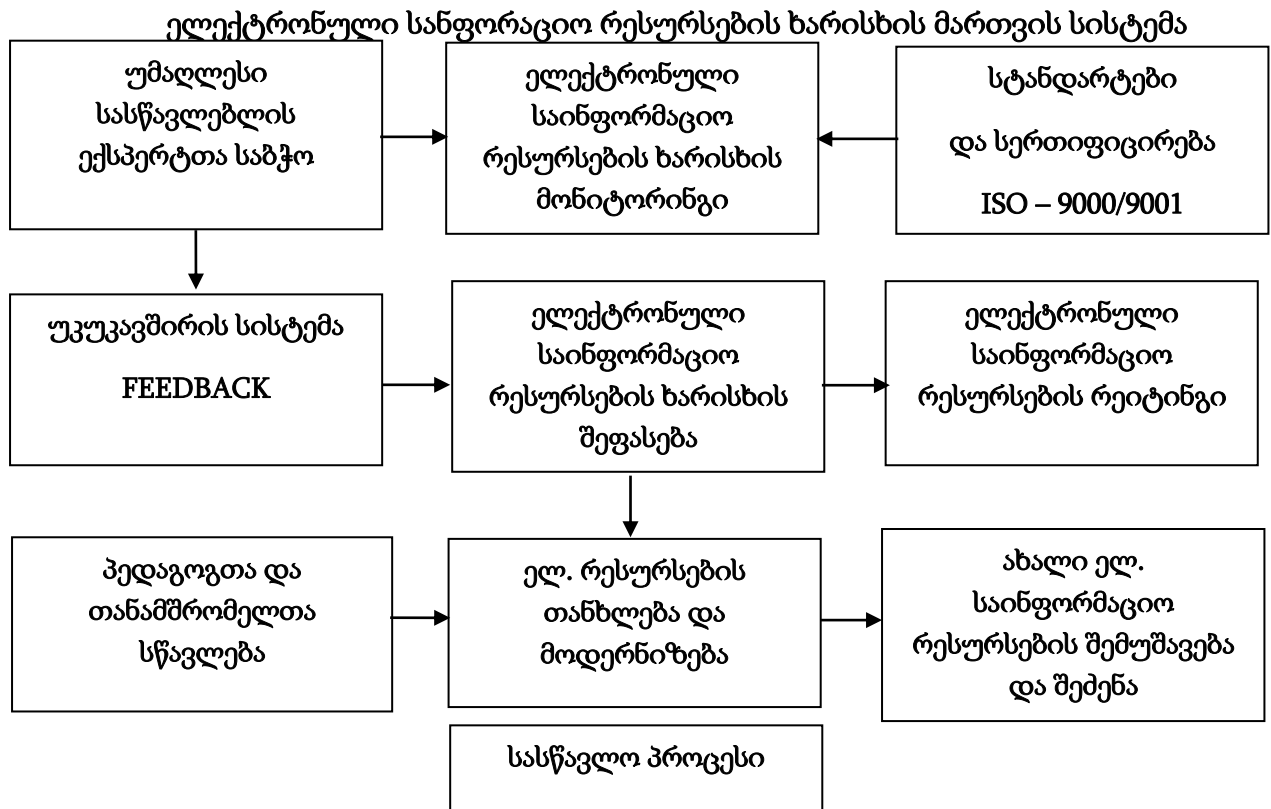 ელექტრონული სანფორაციო რესურსების ხარისხის მართვის სისტემა
უმაღლესი
სასწავლებლის
ექსპერტთა საბჭო
ელექტრონული
საინფორმაციო
რესურსების ხარისხის
მონიტორინგი
სტანდარტები
და სერთიფიცირება
ISO – 9000/9001
უკუკავშირის სისტემა
FEEDBACK
ელექტრონული
საინფორმაციო
რესურსების ხარისხის
შეფასება
ელექტრონული
საინფორმაციო
რესურსების რეიტინგი
პედაგოგთა და
თანამშრომელთა
სწავლება
ელ. რესურსების
თანხლება და
მოდერნიზება
ახალი ელ.
საინფორმაციო
რესურსების შემუშავება
და შეძენა
სასწავლო პროცესი